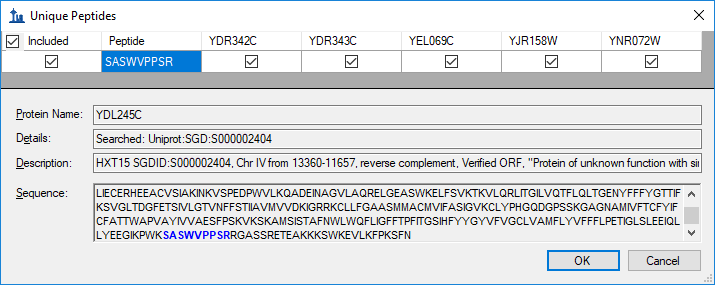 Unique Peptides
Included Peptide YDR342C YDR343C YEL069C YJR158W YNR072W
SASWVPPSR
Protein Name: YDL245C
Details: Searched: Uniprot:SGD:S000002404
Description: HXT15 SGDID:S000002404, Chr IV from 13360-11657, reverse complement, Verified ORF, "Protein of unknown function with sir
Sequence: LIECERHEEACVSIAKINKVSPEDPWVLKQADEINAGVLAQRELGEASWKELFSVKTKVLQRLITGILVQTFLQLTGENYFFFYGTTIF
KSVGLTDGFETSIVLGTVNFFSTIIAVMVVDKIGRRKCLLFGAASMMACMVIFASIGVKCLYPHGQDGPSSKGAGNAMIVFTCFYIF
CFATTWAPVAYIVVAESFPSKVKSKAMSISTAFNWLWQFLIGFFTPFITGSIHFYYGYVFVGCLVAMFLYVFFFLPETIGLSLEEIQL
LYEEGIKPWKSASWVPPSRRGASSRETEAKKKSWKEVLKFPKSFN
OK Cancel